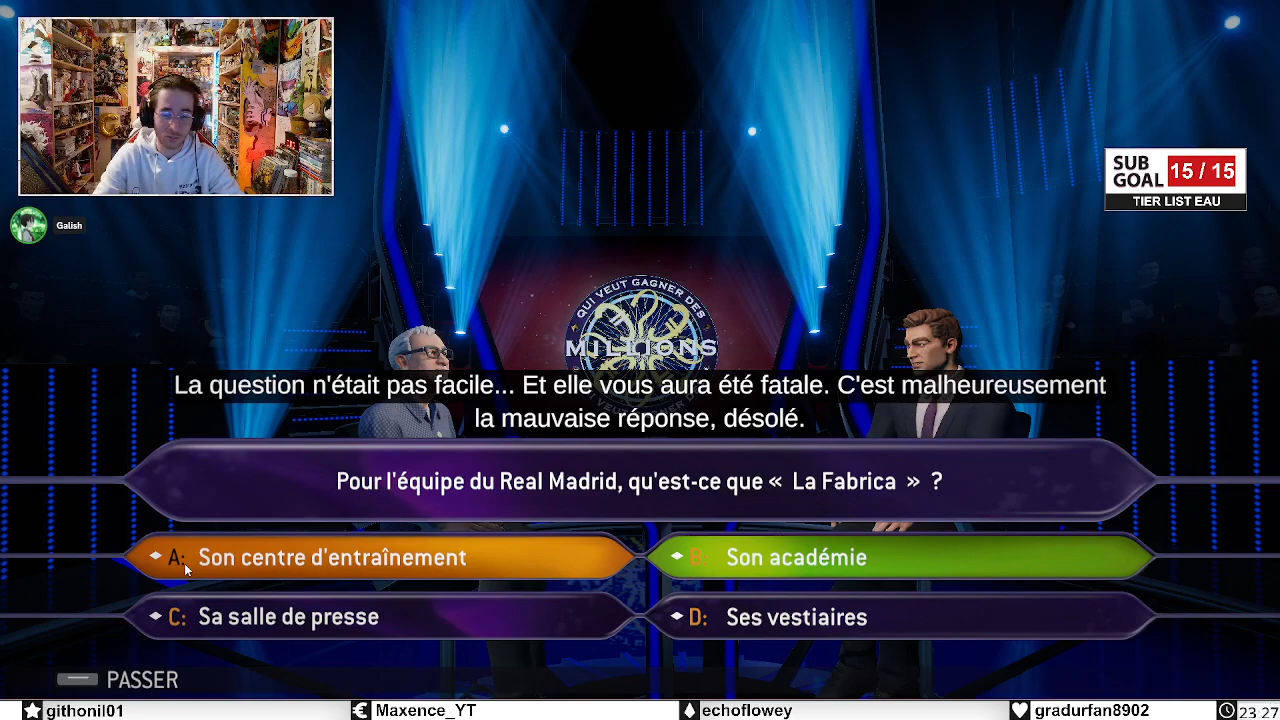 SUB
GOAL
15 / 15
TIER LIST EAU
Galish
QUI VEUT GAGNER DES
MILLIONS
La question n'était pas facile... Et elle vous aura été fatale. C'est malheureusement
la mauvaise réponse, désolé.
Pour l'équipe du Real Madrid, qu'est-ce que « La Fabrica » ?
A: Son centre d'entraînement
B: Son académie
C: Sa salle de presse
D: Ses vestiaires
PASSER
githonil01
Maxence_YT
echoflowey
gradurfan8902
23:27